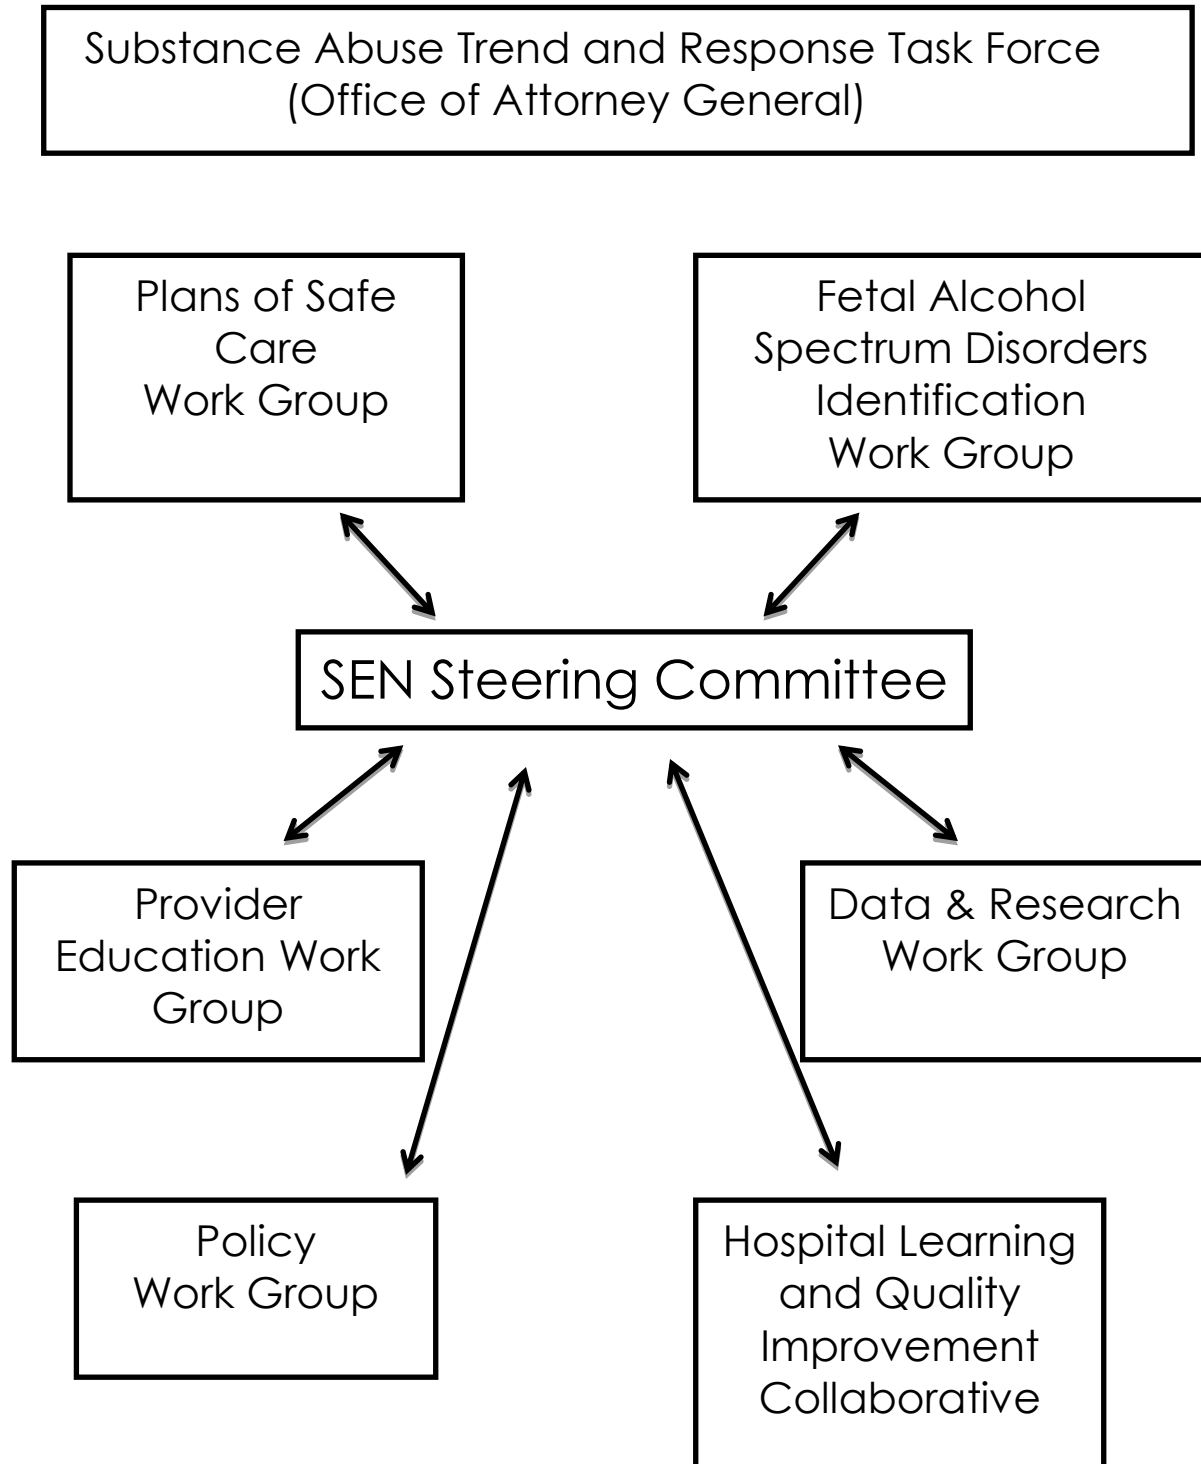 Substance Abuse Trend and Response Task Force
(Office of Attorney General)
Plans of Safe
Care
Work Group
Fetal Alcohol
Spectrum Disorders
Identification
Work Group
SEN Steering Committee
Provider
Education Work
Group
Data & Research
Work Group
Policy
Work Group
Hospital Learning
and Quality
Improvement
Collaborative